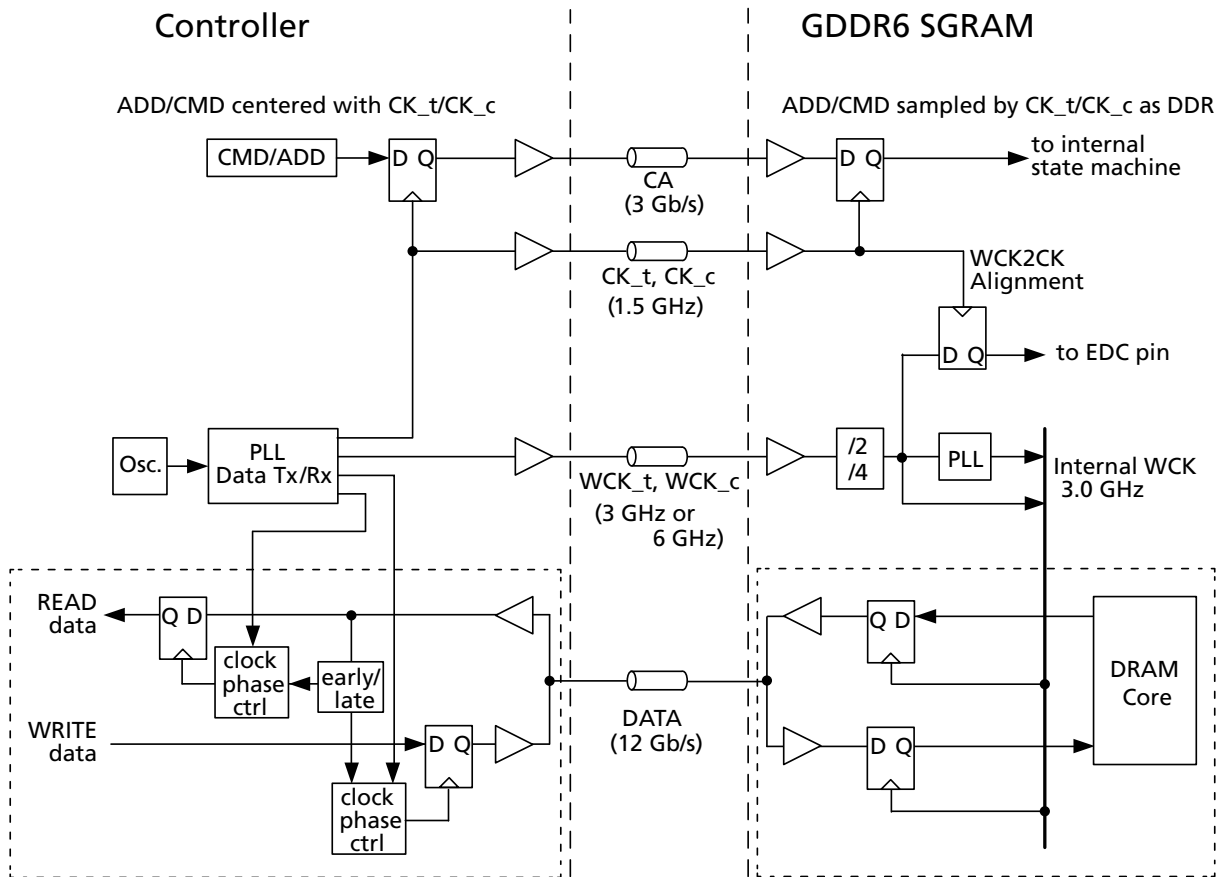 Controller
GDDR6 SGRAM
ADD/CMD centered with CK_t/CK_c
ADD/CMD sampled by CK_t/CK_c as DDR
CMD/ADD
D Q
CA
(3 Gb/s)
D Q
to internal
state machine
CK_t, CK_c
(1.5 GHz)
WCK2CK
Alignment
D Q
to EDC pin
Osc.
PLL
Data Tx/Rx
WCK_t, WCK_c
(3 GHz or
6 GHz)
/2
/4
PLL
Internal WCK
3.0 GHz
READ
data
Q D
clock
phase
ctrl
early/
late
WRITE
data
D Q
clock
phase
ctrl
DATA
(12 Gb/s)
Q D
D Q
DRAM
Core